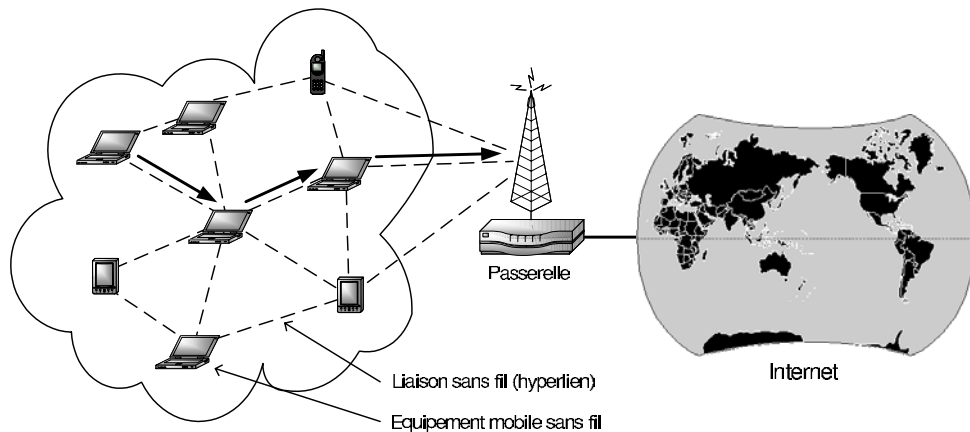 Passerelle
Internet
Liaison sans fil (hyperlien)
Equipement mobile sans fil